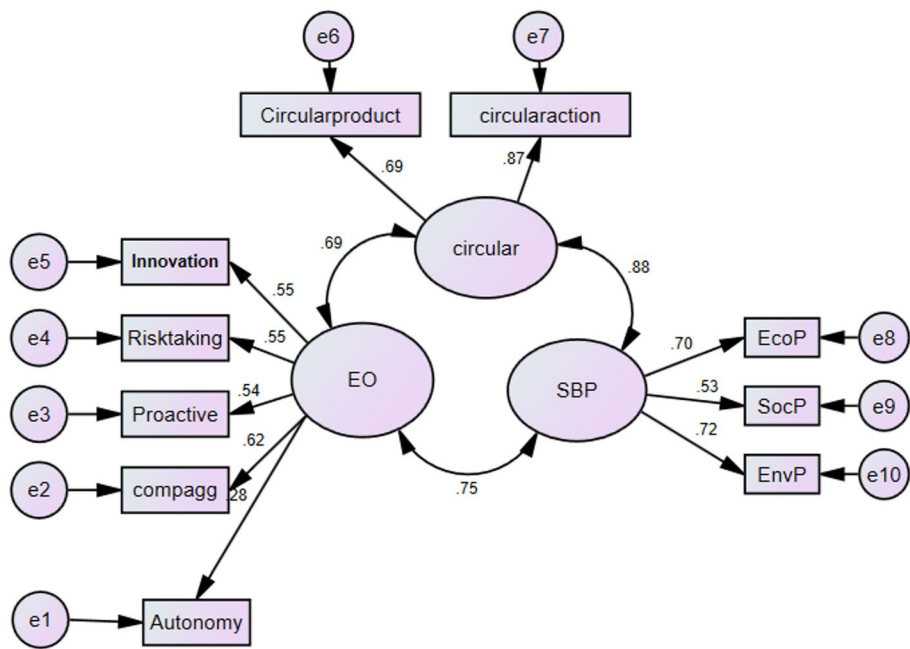 e6
e7
Circularproduct
circularaction
.69
.87
circular
.69
.88
e5
Innovation
.55
e4
Risktaking
.55
EO
e3
Proactive
.54
e2
compagg
.62
.28
e1
Autonomy
.75
SBP
.70
EcoP
e8
.53
SocP
e9
.72
EnvP
e10